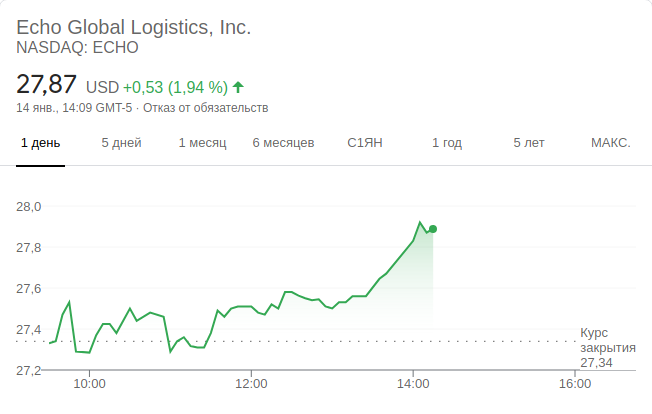 Echo Global Logistics, Inc.
NASDAQ: ECHO
27,87 USD +0,53 (1,94 %)
14 янв., 14:09 GMT-5 · Отказ от обязательств
1 день 5 дней 1 месяц 6 месяцев С1ЯН 1 год 5 лет МАКС.
28,0
27,8
27,6
27,4
Курс
закрытия
27,34
27,2
10:00 12:00 14:00 16:00